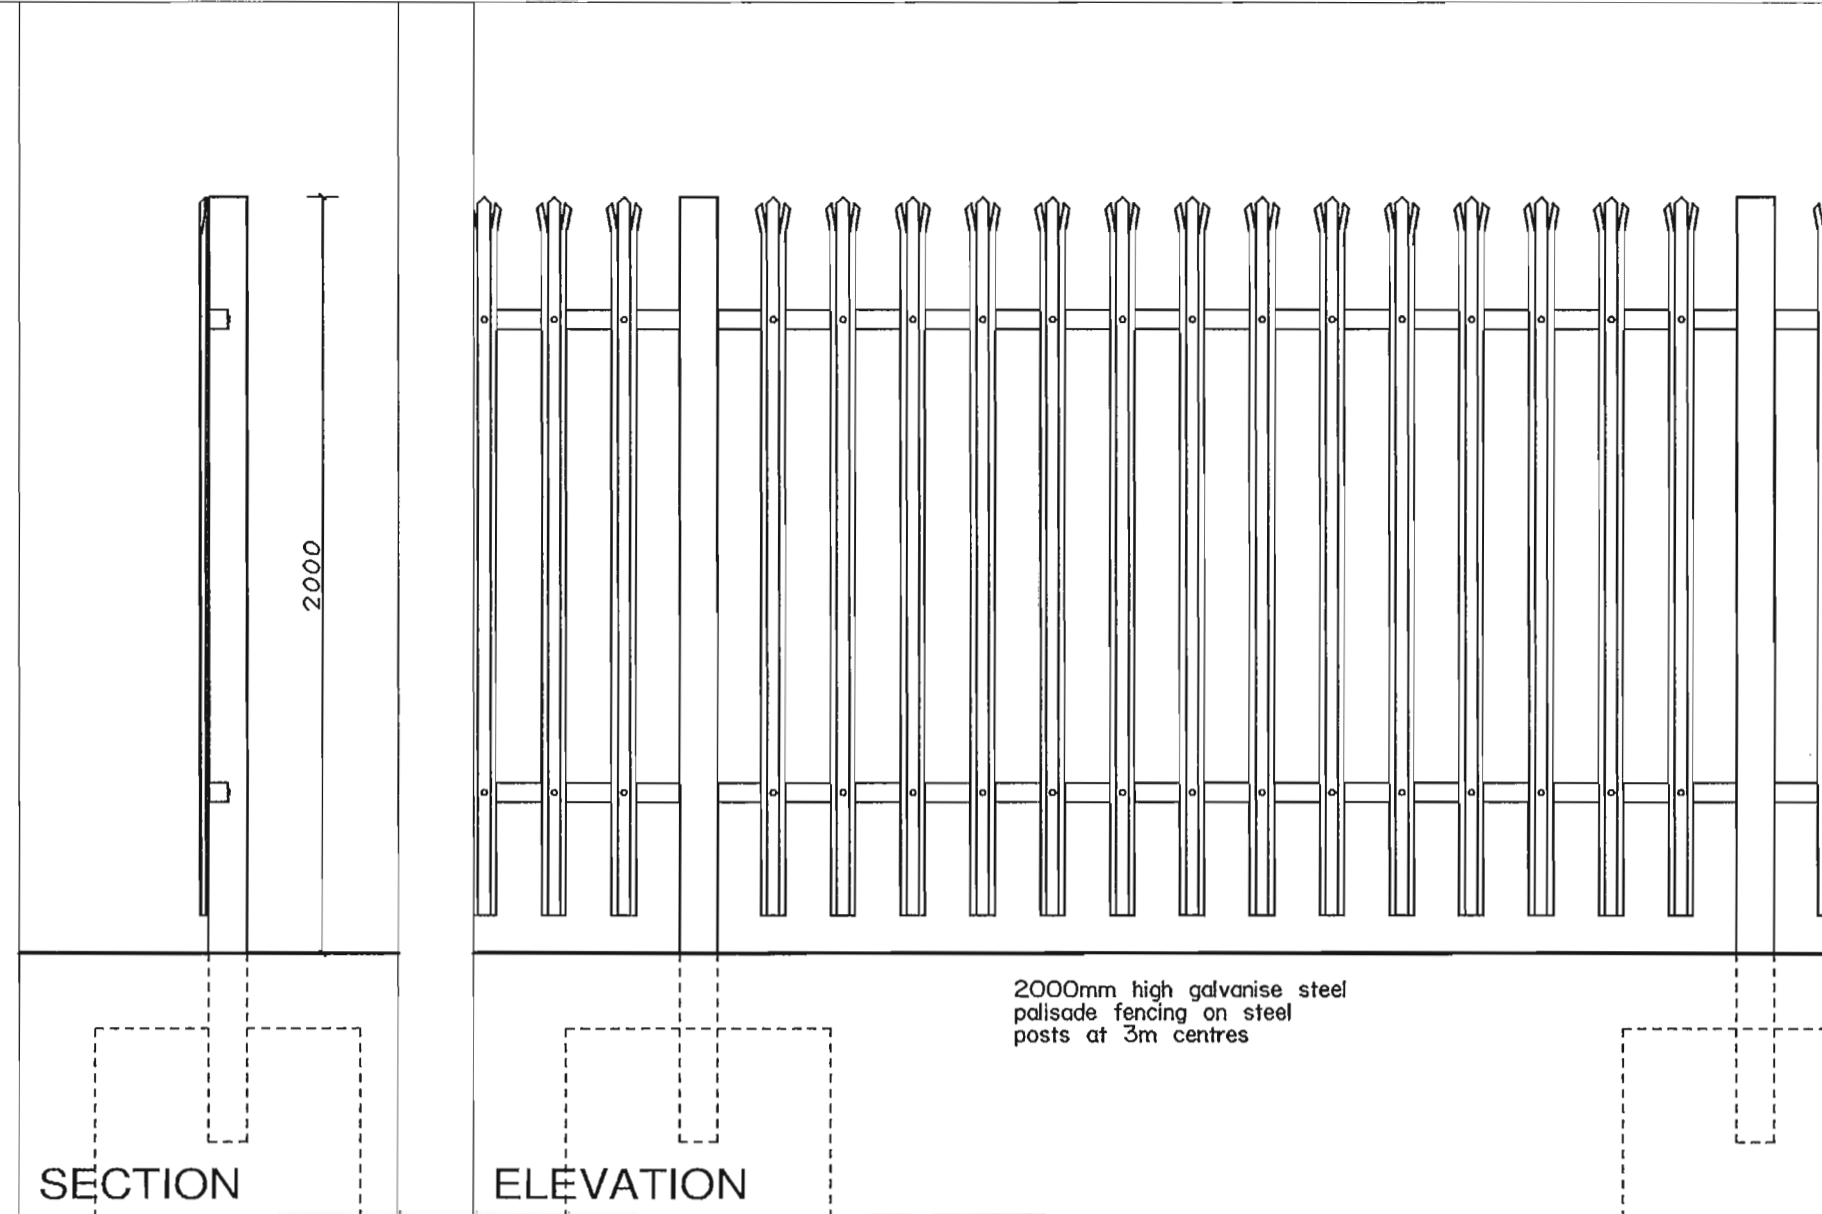 2000
2000mm high galvanise steel
palisade fencing on steel
posts at 3m centres
SECTION
ELEVATION